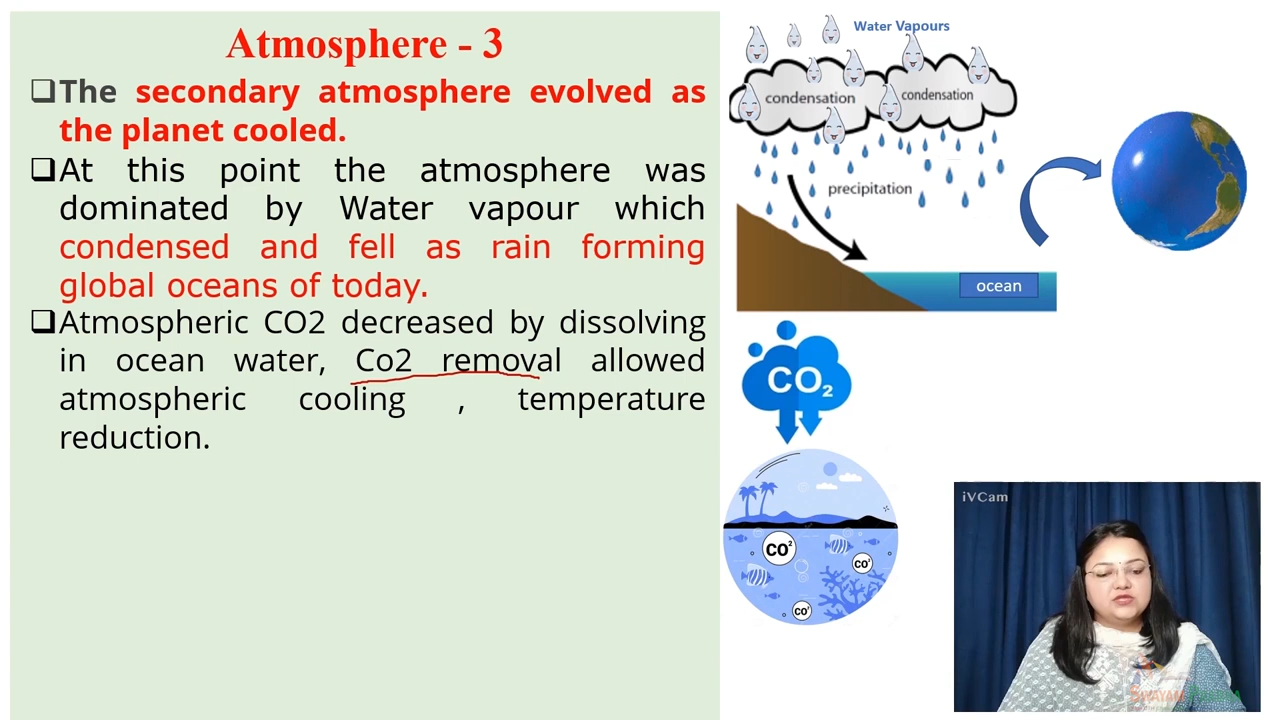 Atmosphere - 3
The secondary atmosphere evolved as
the planet cooled.
At this point the atmosphere was
dominated by Water vapour which
condensed and fell as rain forming
global oceans of today.
Atmospheric CO2 decreased by dissolving
in ocean water, Co2 removal allowed
atmospheric cooling , temperature
reduction.
Water Vapours
condensation
condensation
precipitation
ocean
CO₂
CO²
CO²
CO²
iVCam